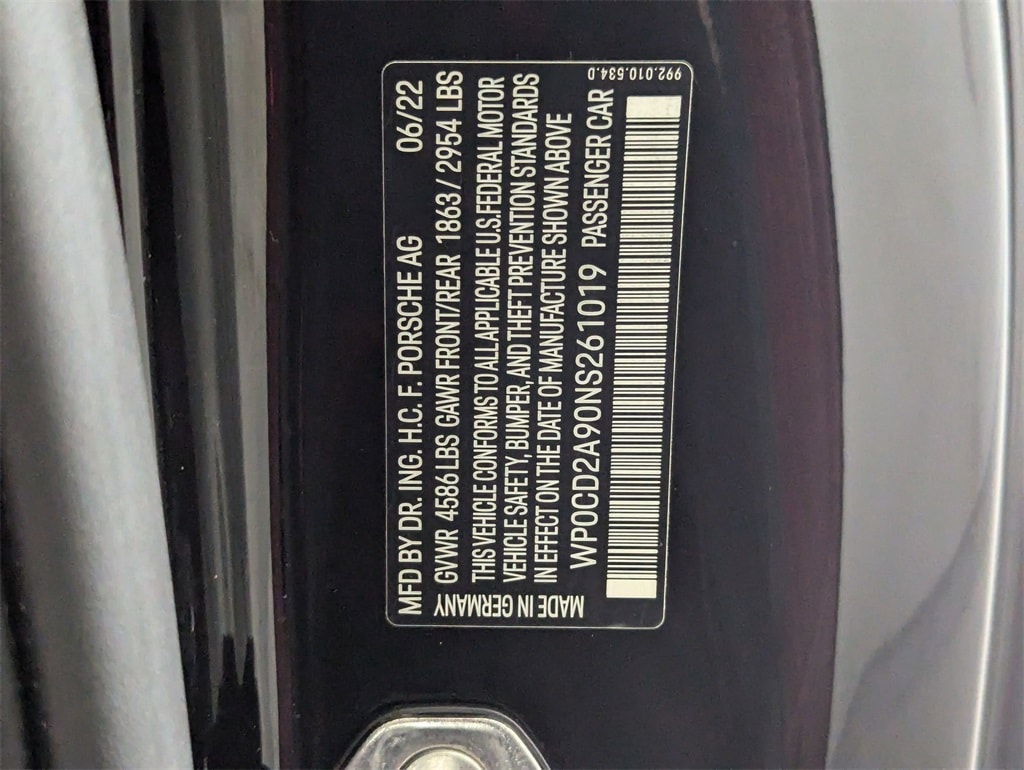 MFD BY DR. ING. H.C. F. PORSCHE AG 06/22
GVWR 4586 LBS GAWR FRONT/REAR 1863 / 2954 LBS
THIS VEHICLE CONFORMS TO ALL APPLICABLE U.S. FEDERAL MOTOR
VEHICLE SAFETY, BUMPER, AND THEFT PREVENTION STANDARDS
IN EFFECT ON THE DATE OF MANUFACTURE SHOWN ABOVE
WP0CD2A90NS261019 PASSENGER CAR
MADE IN GERMANY
992.010.534.D